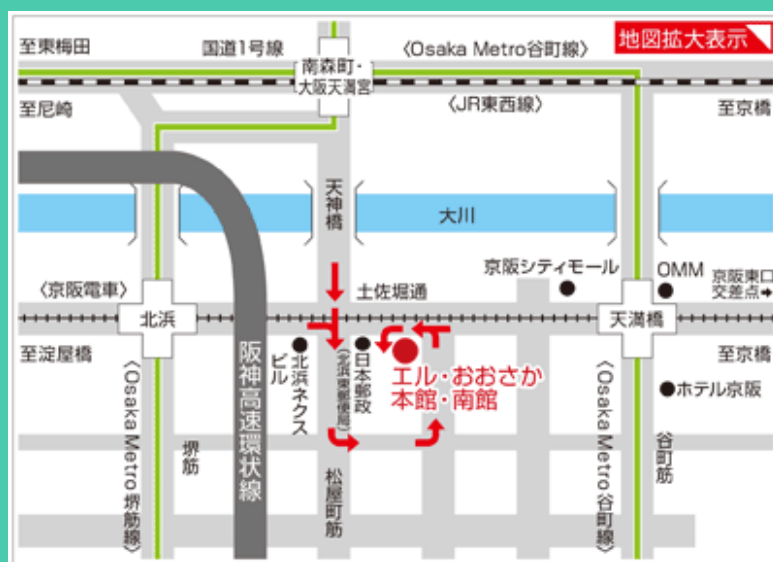 至東梅田
国道1号線
〈Osaka Metro谷町線〉
地図拡大表示
南森町・
大阪天満宮
至尼崎
〈JR東西線〉
至京橋
天神橋
大川
京阪シティモール
OMM
京阪東口
交差点➡
〈京阪電車〉
土佐堀通
北浜
天満橋
至淀屋橋
阪神高速環状線
北浜ネクス
ビル
日本郵政
(北浜東郵便局)
エル・おおさか
本館・南館
至京橋
ホテル京阪
〈Osaka Metro堺筋線〉
堺筋
松屋町筋
〈Osaka Metro谷町線〉
谷町筋